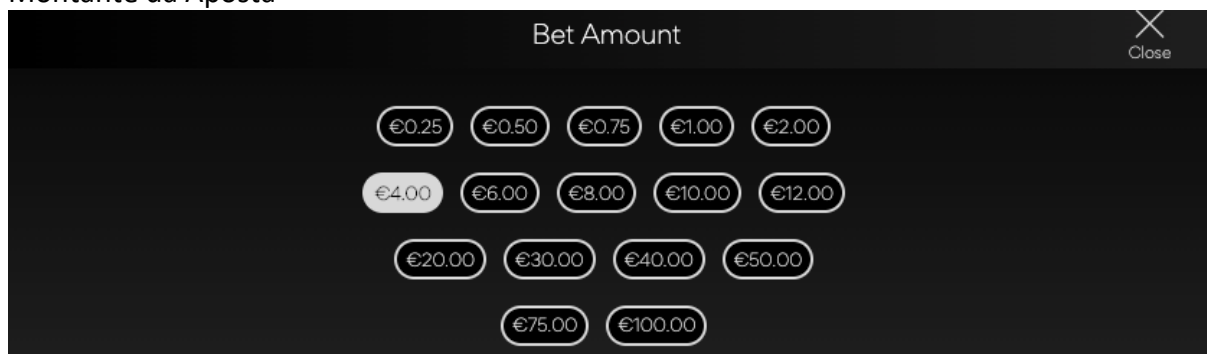 Montante da Aposta
Bet Amount
Close
€0.25 €0.50 €0.75 €1.00 €2.00
€4.00 €6.00 €8.00 €10.00 €12.00
€20.00 €30.00 €40.00 €50.00
€75.00 €100.00